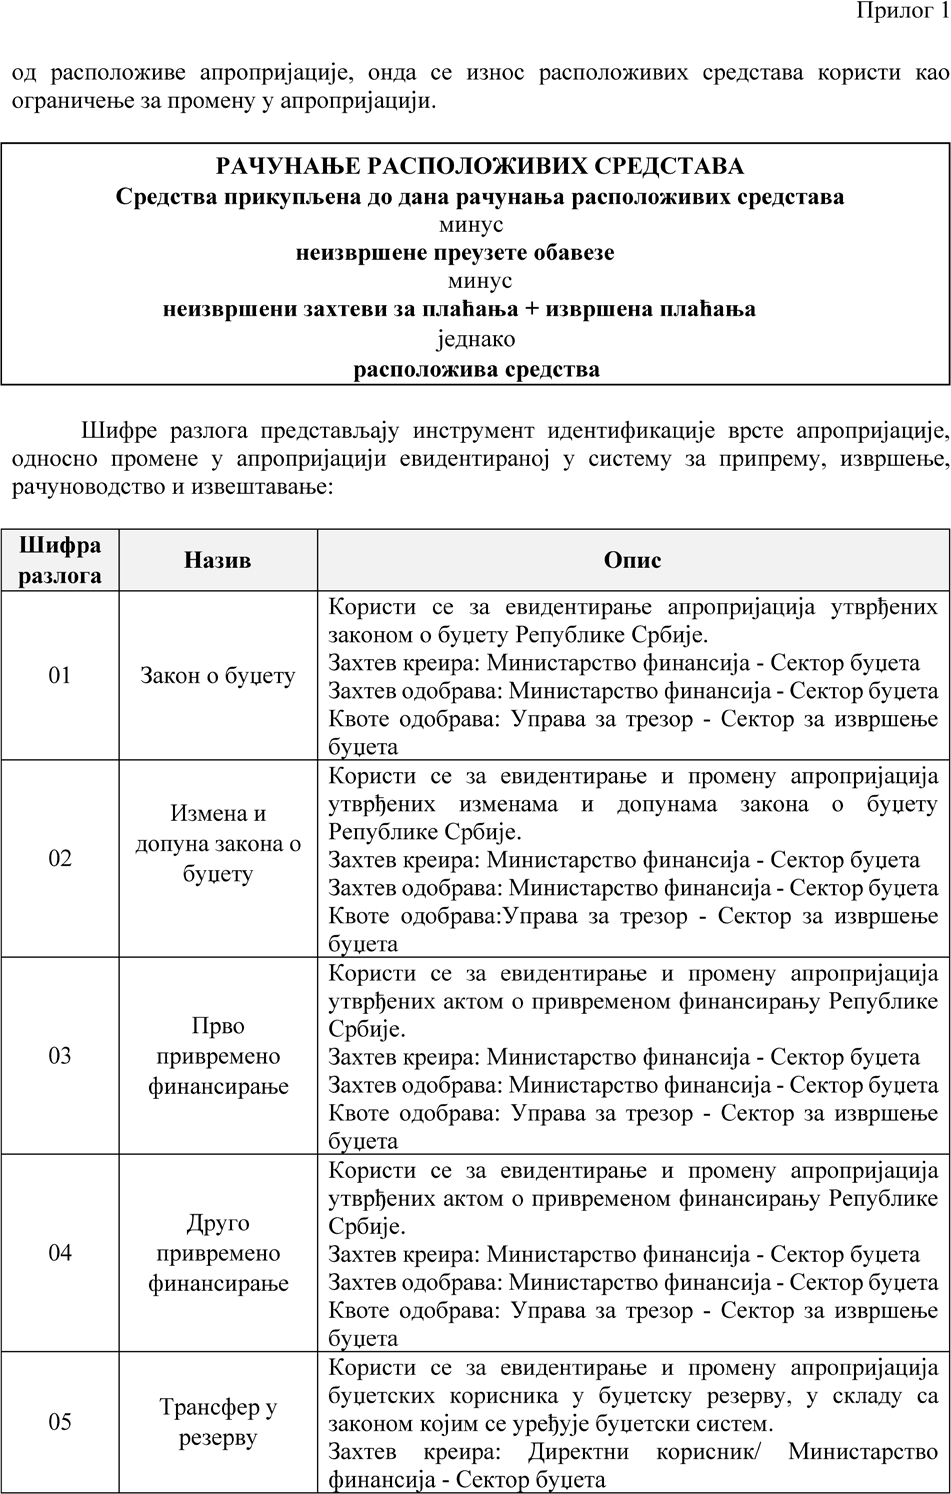 Прилог 1
од расположиве апропријације, онда се износ расположивих средстава користи као
ограничење за промену у апропријацији.
РАЧУНАЊЕ РАСПОЛОЖИВИХ СРЕДСТАВА
Средства прикупљена до дана рачунања расположивих средстава
минус
неизвршене преузете обавезе
минус
неизвршени захтеви за плаћања + извршена плаћања
једнако
расположива средства
Шифре разлога представљају инструмент идентификације врсте апропријације,
односно промене у апропријацији евидентираној у систему за припрему, извршење,
рачуноводство и извештавање:
Шифра
разлога
Назив
Опис
01
Закон о буџету
Користи се за евидентирање апропријација утврђених
законом о буџету Републике Србије.
Захтев креира: Министарство финансија - Сектор буџета
Захтев одобрава: Министарство финансија - Сектор буџета
Квоте одобрава: Управа за трезор - Сектор за извршење
буџета
02
Измена и
допуна закона о
буџету
Користи се за евидентирање и промену апропријација
утврђених изменама и допунама закона о буџету
Републике Србије.
Захтев креира: Министарство финансија - Сектор буџета
Захтев одобрава: Министарство финансија - Сектор буџета
Квоте одобрава:Управа за трезор - Сектор за извршење
буџета
03
Прво
привремено
финансирање
Користи се за евидентирање и промену апропријација
утврђених актом о привременом финансирању Републике
Србије.
Захтев креира: Министарство финансија - Сектор буџета
Захтев одобрава: Министарство финансија - Сектор буџета
Квоте одобрава: Управа за трезор - Сектор за извршење
буџета
04
Друго
привремено
финансирање
Користи се за евидентирање и промену апропријација
утврђених актом о привременом финансирању Републике
Србије.
Захтев креира: Министарство финансија - Сектор буџета
Захтев одобрава: Министарство финансија - Сектор буџета
Квоте одобрава: Управа за трезор - Сектор за извршење
буџета
05
Трансфер у
резерву
Користи се за евидентирање и промену апропријација
буџетских корисника у буџетску резерву, у складу са
законом којим се уређује буџетски систем.
Захтев креира: Директни корисник/ Министарство
финансија - Сектор буџета